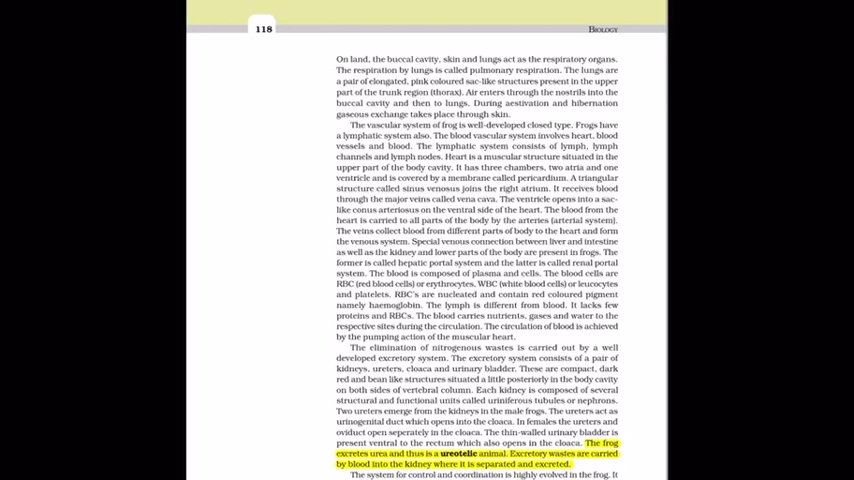 118
BIOLOGY
On land, the buccal cavity, skin and lungs act as the respiratory organs.
The respiration by lungs is called pulmonary respiration. The lungs are
a pair of elongated, pink coloured sac-like structures present in the upper
part of the trunk region (thorax). Air enters through the nostrils into the
buccal cavity and then to lungs. During aestivation and hibernation
gaseous exchange takes place through skin.
The vascular system of frog is well-developed closed type. Frogs have
a lymphatic system also. The blood vascular system involves heart, blood
vessels and blood. The lymphatic system consists of lymph, lymph
channels and lymph nodes. Heart is a muscular structure situated in the
upper part of the body cavity. It has three chambers, two atria and one
ventricle and is covered by a membrane called pericardium. A triangular
structure called sinus venosus joins the right atrium. It receives blood
through the major veins called vena cava. The ventricle opens into a sac-
like conus arteriosus on the ventral side of the heart. The blood from the
heart is carried to all parts of the body by the arteries (arterial system).
The veins collect blood from different parts of body to the heart and form
the venous system. Special venous connection between liver and intestine
as well as the kidney and lower parts of the body are present in frogs. The
former is called hepatic portal system and the latter is called renal portal
system. The blood is composed of plasma and cells. The blood cells are
RBC (red blood cells) or erythrocytes, WBC (white blood cells) or leucocytes
and platelets. RBC's are nucleated and contain red coloured pigment
namely haemoglobin. The lymph is different from blood. It lacks few
proteins and RBCs. The blood carries nutrients, gases and water to the
respective sites during the circulation. The circulation of blood is achieved
by the pumping action of the muscular heart.
The elimination of nitrogenous wastes is carried out by a well
developed excretory system. The excretory system consists of a pair of
kidneys, ureters, cloaca and urinary bladder. These are compact, dark
red and bean like structures situated a little posteriorly in the body cavity
on both sides of vertebral column. Each kidney is composed of several
structural and functional units called uriniferous tubules or nephrons.
Two ureters emerge from the kidneys in the male frogs. The ureters act as
urinogenital duct which opens into the cloaca. In females the ureters and
oviduct open seperately in the cloaca. The thin-walled urinary bladder is
present ventral to the rectum which also opens in the cloaca. The frog
excretes urea and thus is a ureotelic animal. Excretory wastes are carried
by blood into the kidney where it is separated and excreted.
The system for control and coordination is highly evolved in the frog. It